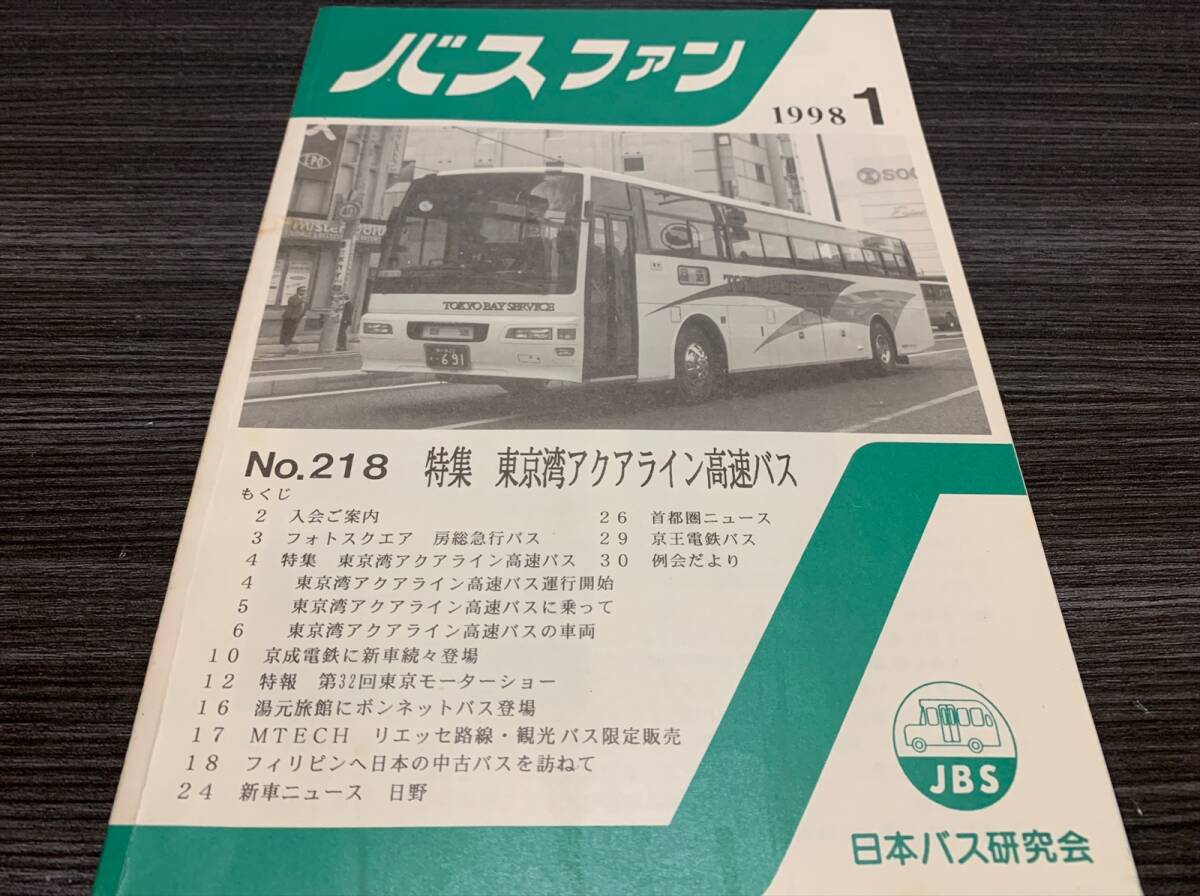 バスファン
1998 1
EPO
40
mister
SOG
TOKYO BAY SERVICE
691
No.218 特集 東京湾アクアライン高速バス
もくじ
2 入会ご案内
3 フォトスクエア 房総急行バス
4 特集 東京湾アクアライン高速バス
4 東京湾アクアライン高速バス運行開始
5 東京湾アクアライン高速バスに乗って
6 東京湾アクアライン高速バスの車両
10 京成電鉄に新車続々登場
12 特報 第32回東京モーターショー
16 湯元旅館にボンネットバス登場
17 MTECH リエッセ路線・観光バス限定販売
18 フィリピンへ日本の中古バスを訪ねて
24 新車ニュース 日野
26 首都圏ニュース
29 京王電鉄バス
30 例会だより
JBS
日本バス研究会